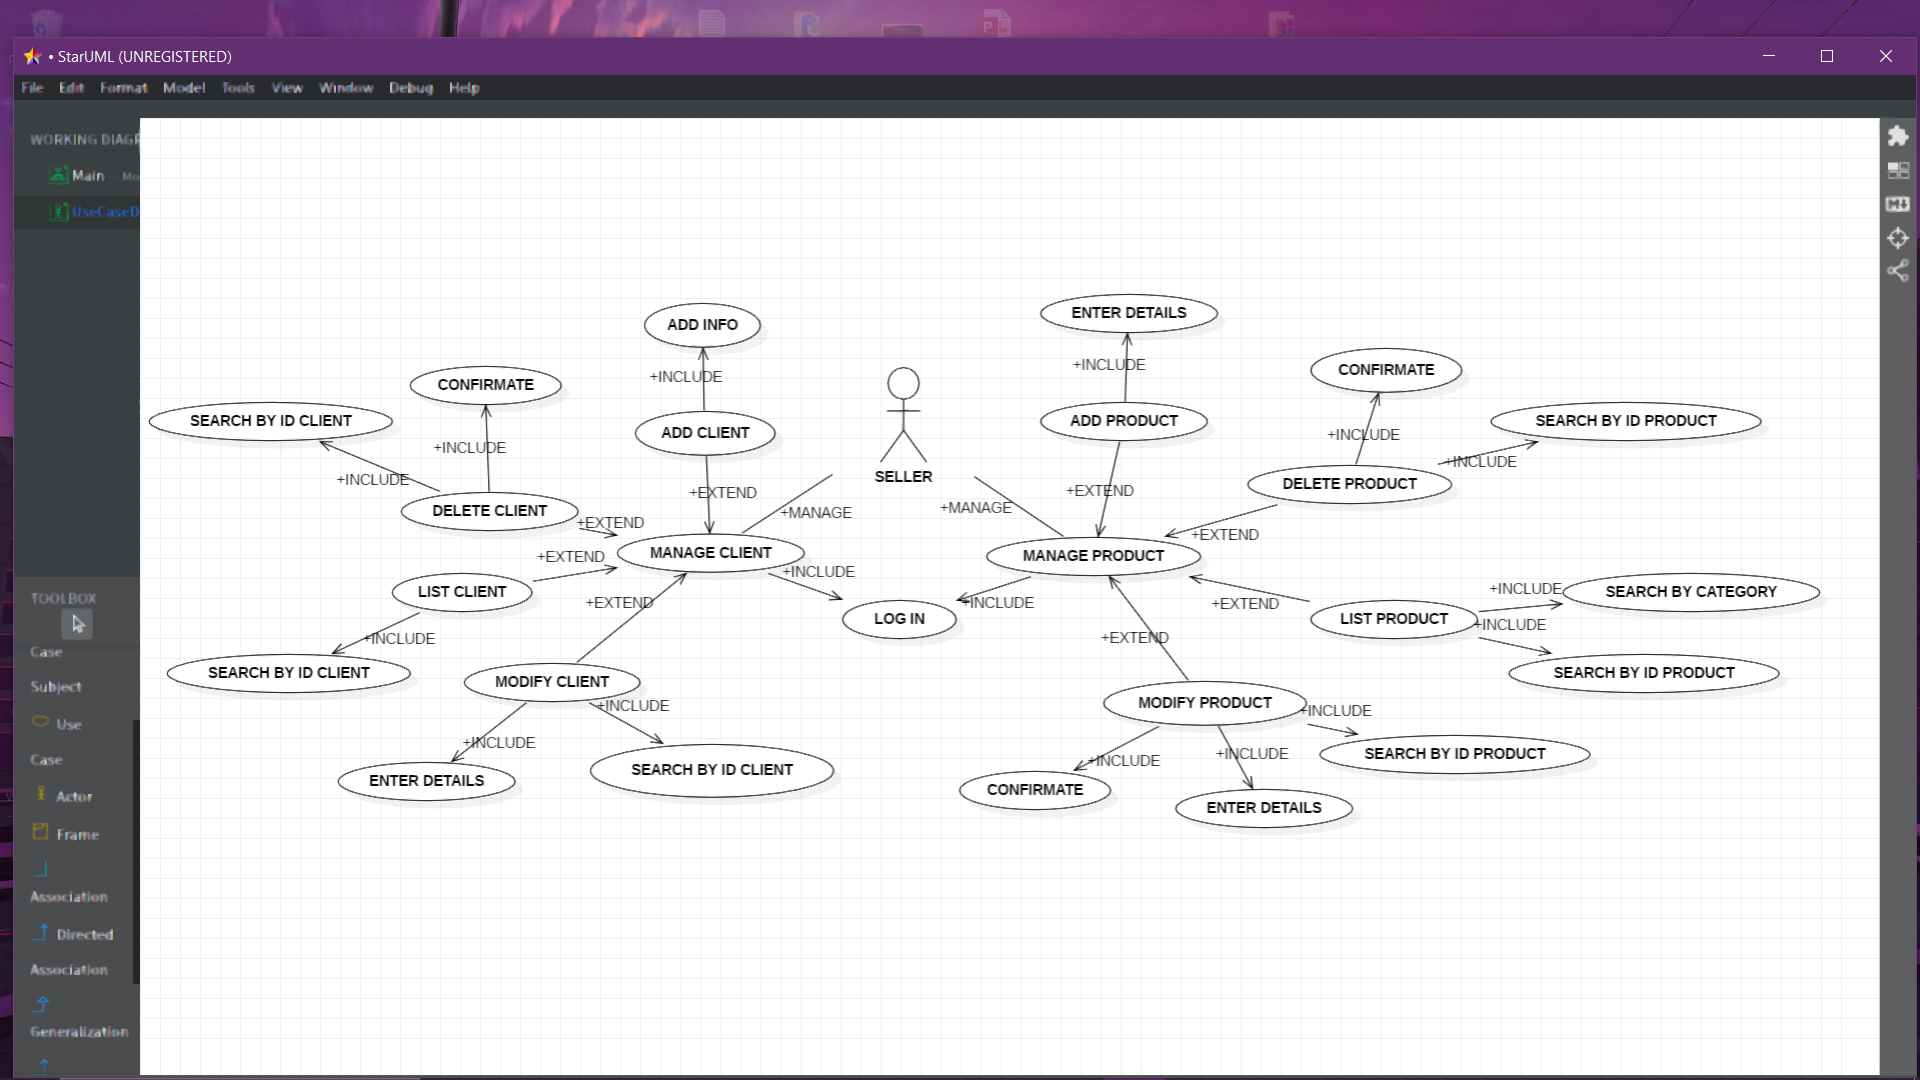 • StarUML (UNREGISTERED)
File Edit Format Model Tools View Window Debug Help
WORKING DIAGR
Main — Mo
UseCaseD
TOOLBOX
Case
Subject
Use
Case
Actor
Frame
Association
Directed
Association
Generalization
ADD INFO
+INCLUDE
CONFIRMATE
SEARCH BY ID CLIENT
+INCLUDE
+INCLUDE
ADD CLIENT
+EXTEND
DELETE CLIENT
+EXTEND
SELLER
+MANAGE
+MANAGE
MANAGE CLIENT
+EXTEND
LIST CLIENT
+INCLUDE
SEARCH BY ID CLIENT
+EXTEND
MODIFY CLIENT
+INCLUDE
+INCLUDE
ENTER DETAILS
SEARCH BY ID CLIENT
+INCLUDE
LOG IN
+INCLUDE
ENTER DETAILS
+INCLUDE
ADD PRODUCT
+EXTEND
MANAGE PRODUCT
CONFIRMATE
+INCLUDE
SEARCH BY ID PRODUCT
+INCLUDE
DELETE PRODUCT
+EXTEND
+EXTEND
LIST PRODUCT
+INCLUDE
SEARCH BY CATEGORY
+INCLUDE
SEARCH BY ID PRODUCT
+EXTEND
MODIFY PRODUCT
+INCLUDE
SEARCH BY ID PRODUCT
+INCLUDE
+INCLUDE
CONFIRMATE
ENTER DETAILS